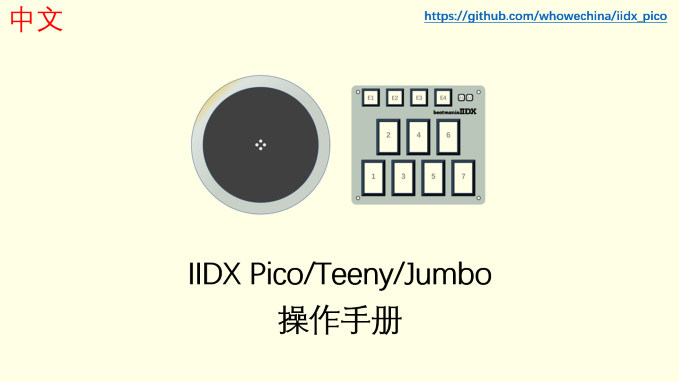 中文
https://github.com/whowechina/iidx_pico
E1 E2 E3 E4
beatmania IIDX
2 4 6
1 3 5 7
IIDX Pico/Teeny/Jumbo
操作手册